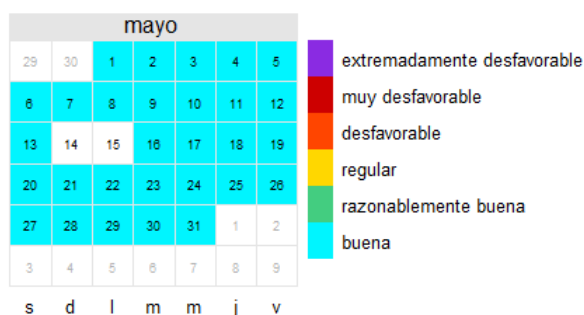 mayo
29 30 1 2 3 4 5
6 7 8 9 10 11 12
13 14 15 16 17 18 19
20 21 22 23 24 25 26
27 28 29 30 31 1 2
3 4 5 6 7 8 9
s d l m m j v
extremadamente desfavorable
muy desfavorable
desfavorable
regular
razonablemente buena
buena